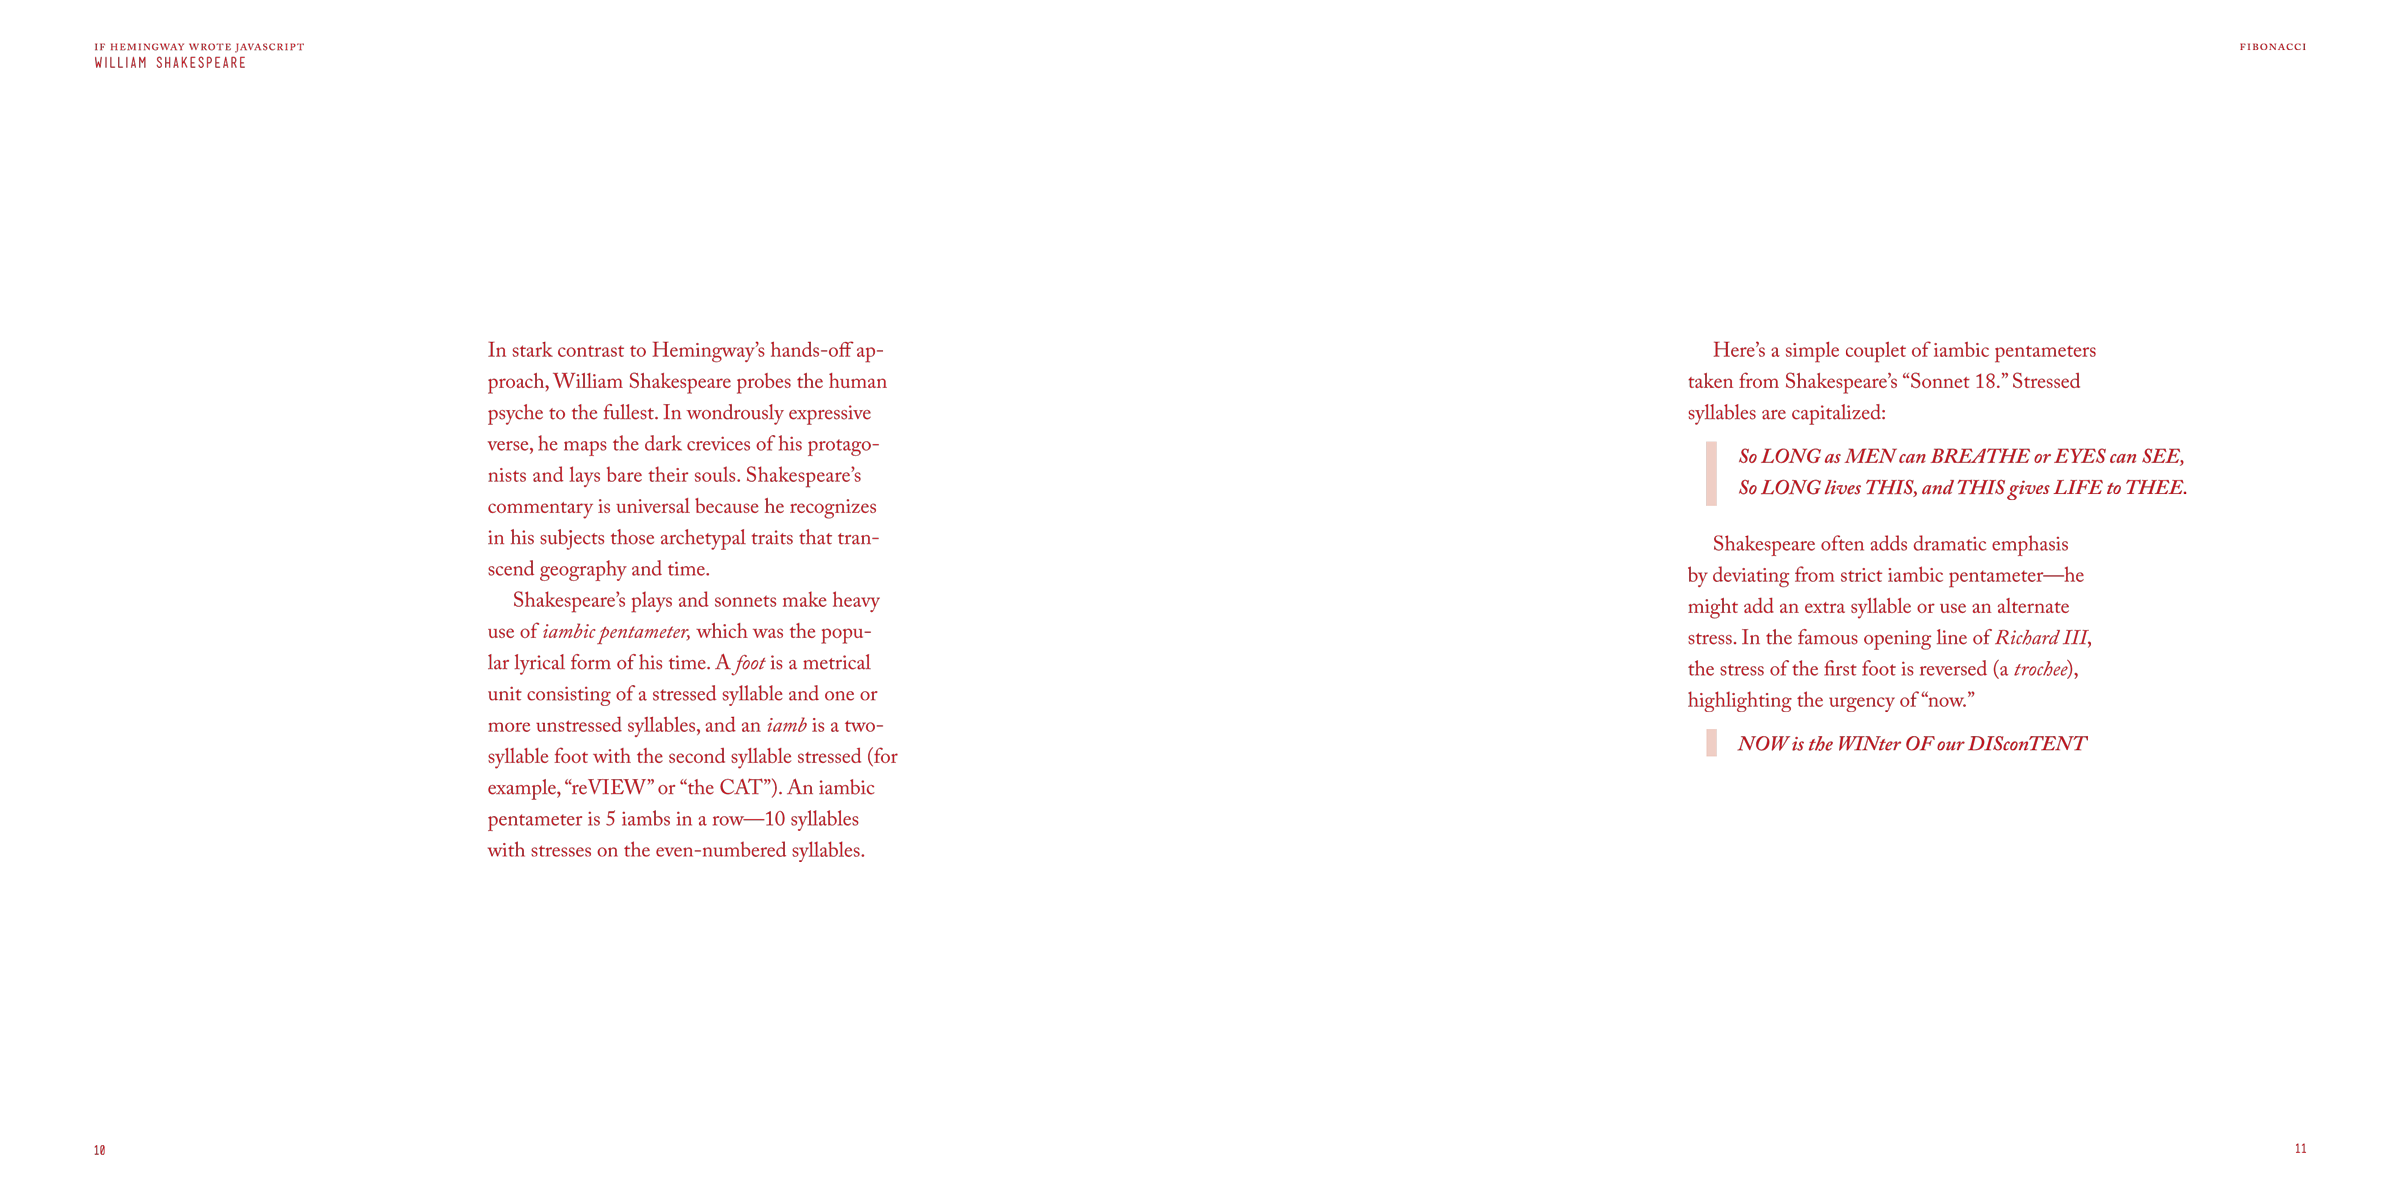 IF HEMINGWAY WROTE JAVASCRIPT
WILLIAM SHAKESPEARE
In stark contrast to Hemingway’s hands-off ap-
proach, William Shakespeare probes the human
psyche to the fullest. In wondrously expressive
verse, he maps the dark crevices of his protago-
nists and lays bare their souls. Shakespeare’s
commentary is universal because he recognizes
in his subjects those archetypal traits that tran-
scend geography and time.
Shakespeare’s plays and sonnets make heavy
use of iambic pentameter, which was the popu-
lar lyrical form of his time. A foot is a metrical
unit consisting of a stressed syllable and one or
more unstressed syllables, and an iamb is a two-
syllable foot with the second syllable stressed (for
example, “reVIEW” or “the CAT”). An iambic
pentameter is 5 iambs in a row—10 syllables
with stresses on the even-numbered syllables.
10
FIBONACCI
Here’s a simple couplet of iambic pentameters
taken from Shakespeare’s “Sonnet 18.” Stressed
syllables are capitalized:
So LONG as MEN can BREATHE or EYES can SEE,
So LONG lives THIS, and THIS gives LIFE to THEE.
Shakespeare often adds dramatic emphasis
by deviating from strict iambic pentameter—he
might add an extra syllable or use an alternate
stress. In the famous opening line of Richard III,
the stress of the first foot is reversed (a trochee),
highlighting the urgency of “now.”
NOW is the WINter OF our DISconTENT
11